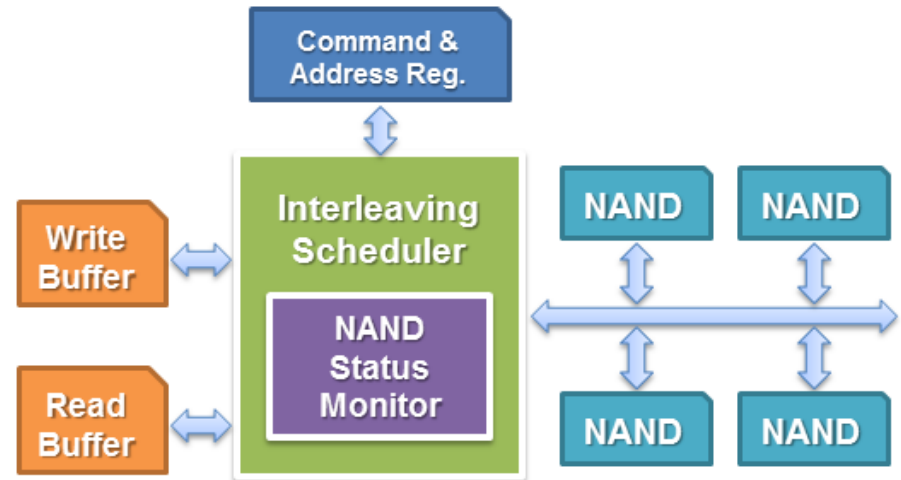 Command &
Address Reg.
Interleaving
Scheduler
NAND
Status
Monitor
Write
Buffer
Read
Buffer
NAND
NAND
NAND
NAND